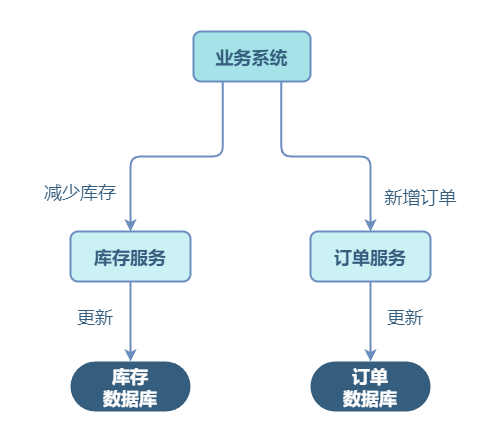 业务系统
减少库存
新增订单
库存服务
订单服务
更新
更新
库存
数据库
订单
数据库